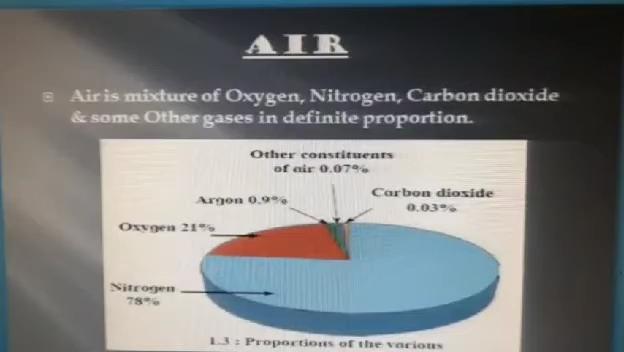 AIR
Air is mixture of Oxygen, Nitrogen, Carbon dioxide
& some Other gases in definite proportion.
Other constituents
of air 0.07%
Carbon dioxide
0.03%
Argon 0.9%
Oxygen 21%
Nitrogen
78%
1.3 : Proportions of the various